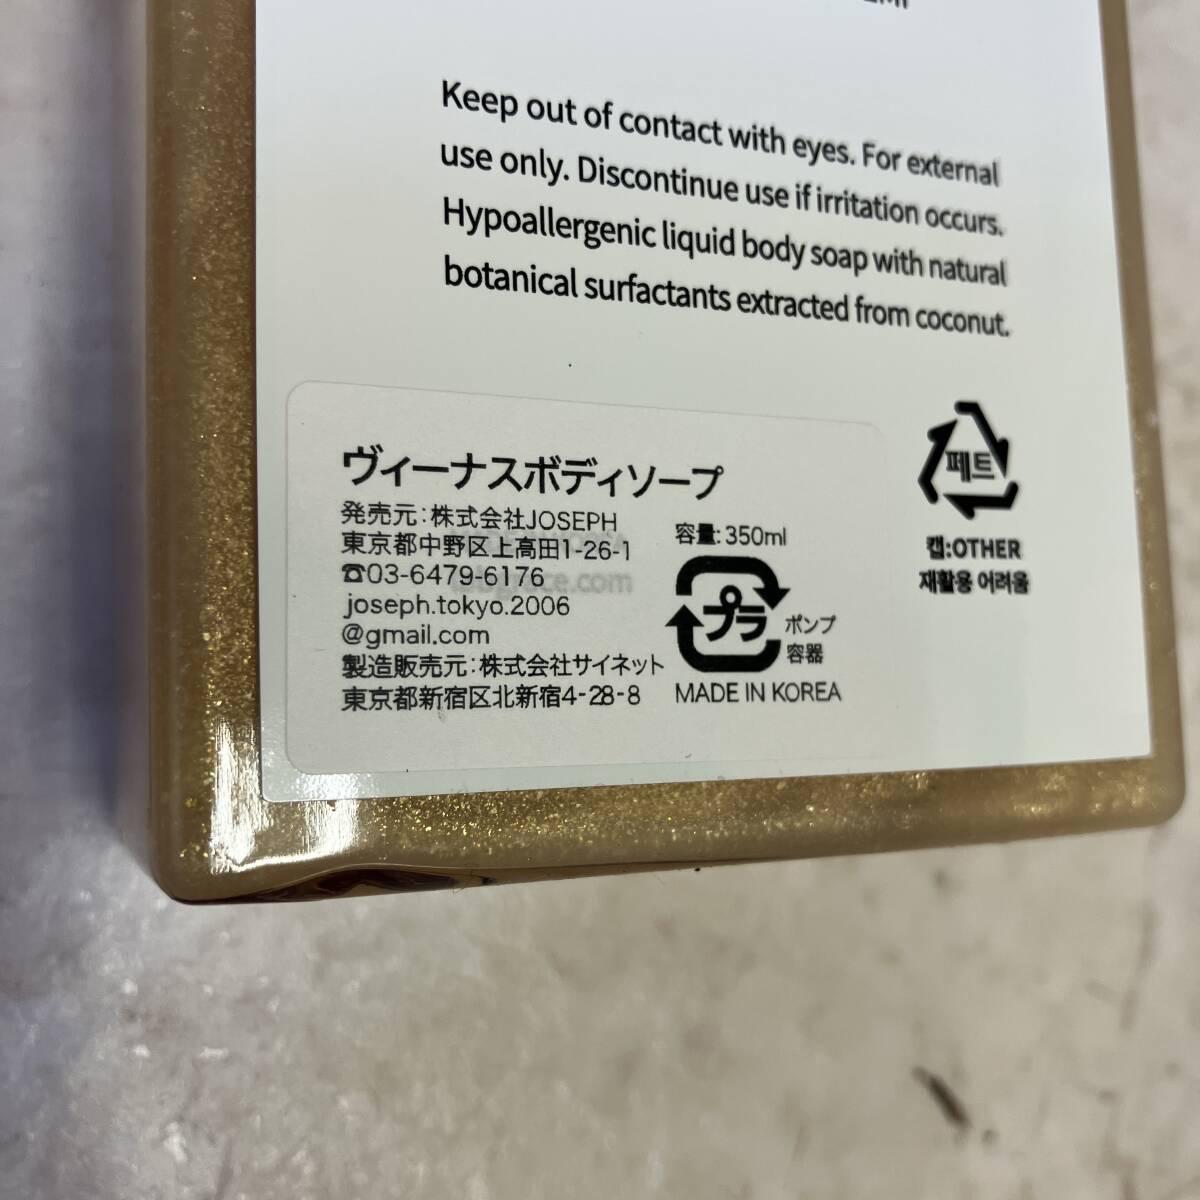 Keep out of contact with eyes. For external
use only. Discontinue use if irritation occurs.
Hypoallergenic liquid body soap with natural
botanical surfactants extracted from coconut.
ヴィーナスボディソープ
発売元:株式会社JOSEPH
東京都中野区上高田1-26-1
☎03-6479-6176
joseph.tokyo.2006
@gmail.com
製造販売元:株式会社サイネット
東京都新宿区北新宿4-28-8
容量:350ml
プラ
ポンプ
容器
MADE IN KOREA
페트
캡:OTHER
재활용 어려움